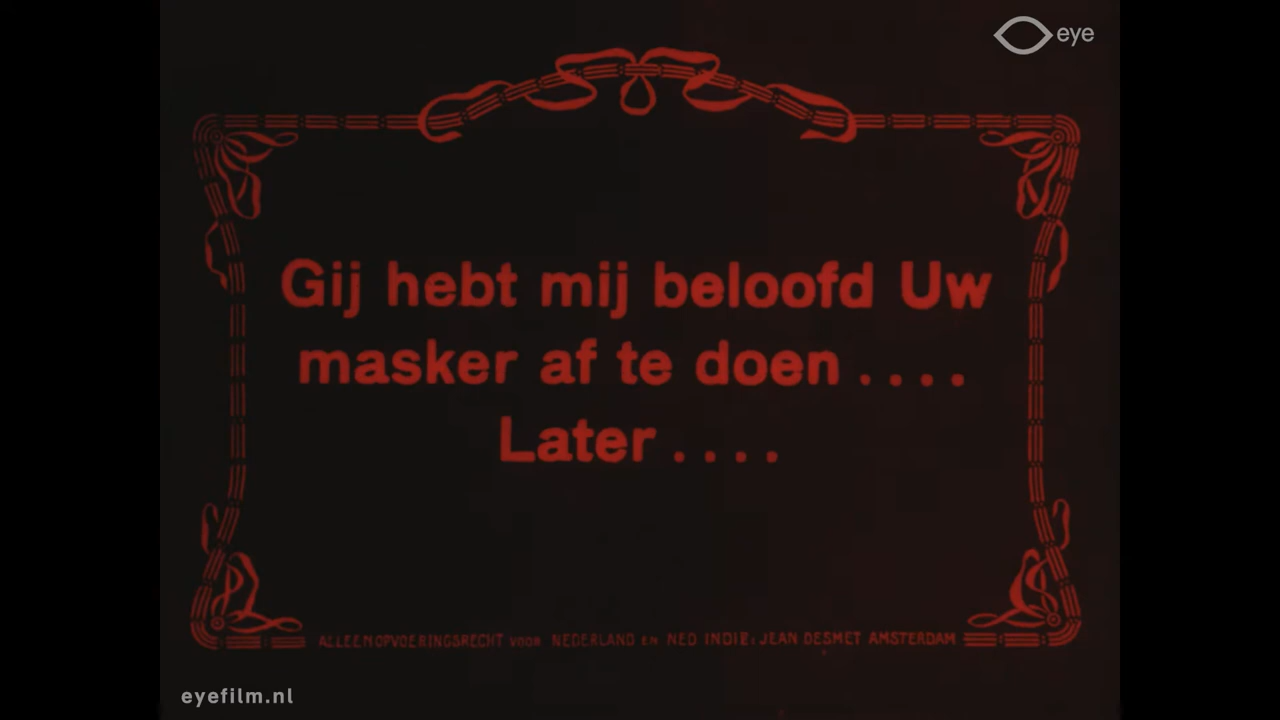 eye
Gij hebt mij beloofd Uw
masker af te doen ....
Later ....
ALLEENOPVOERINGSRECHT VOOR NEDERLAND EN NED INDIE: JEAN DESMET AMSTERDAM
eyefilm.nl